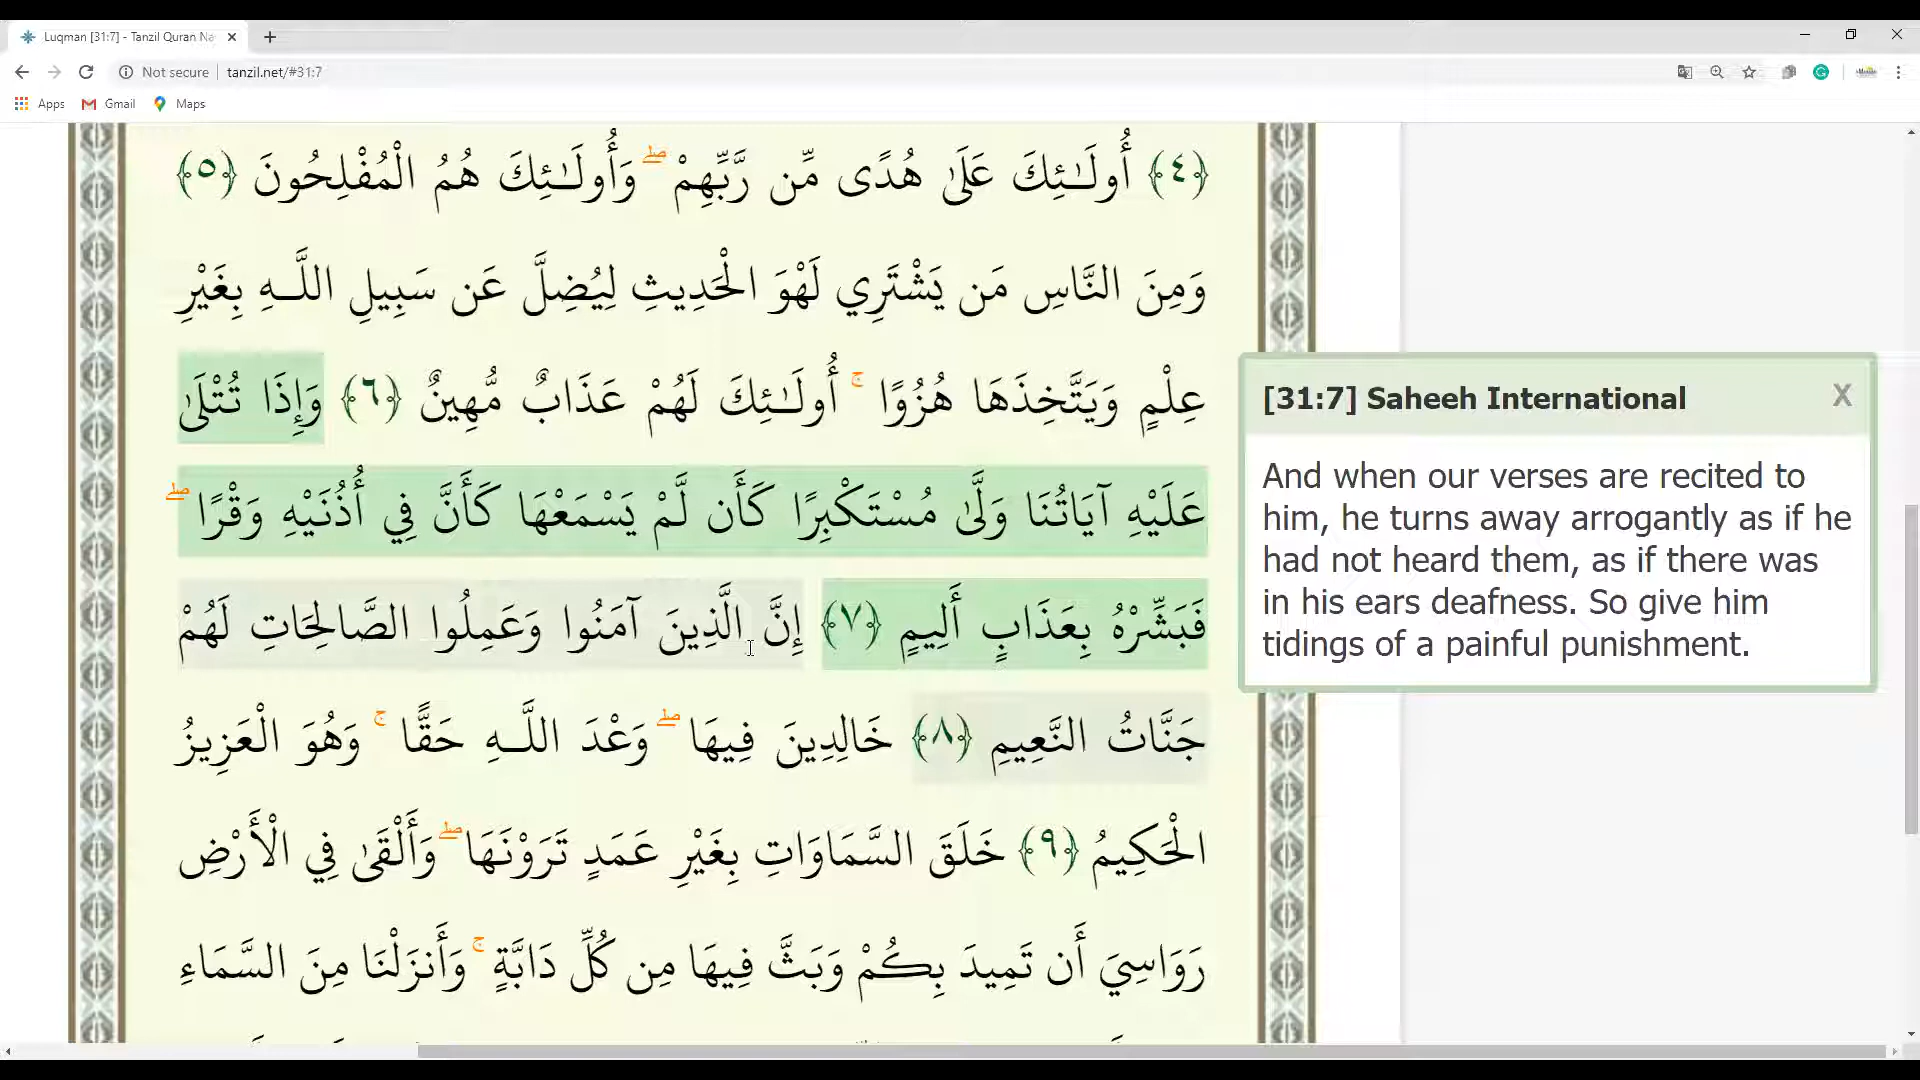 Luqman [31:7] - Tanzil Quran Na
Not secure
tanzil.net/#31:7
Apps
Gmail
Maps
﴿٤﴾ أُولَـٰئِكَ عَلَىٰ هُدًى مِّن رَّبِّهِمْ ۖ وَأُولَـٰئِكَ هُمُ الْمُفْلِحُونَ ﴿٥﴾
وَمِنَ النَّاسِ مَن يَشْتَرِي لَهْوَ الْحَدِيثِ لِيُضِلَّ عَن سَبِيلِ اللَّـهِ بِغَيْرِ
عِلْمٍ وَيَتَّخِذَهَا هُزُوًا ۚ أُولَـٰئِكَ لَهُمْ عَذَابٌ مُّهِينٌ ﴿٦﴾ وَإِذَا تُتْلَىٰ
عَلَيْهِ آيَاتُنَا وَلَّىٰ مُسْتَكْبِرًا كَأَن لَّمْ يَسْمَعْهَا كَأَنَّ فِي أُذُنَيْهِ وَقْرًا ۖ
فَبَشِّرْهُ بِعَذَابٍ أَلِيمٍ ﴿٧﴾ إِنَّ الَّذِينَ آمَنُوا وَعَمِلُوا الصَّالِحَاتِ لَهُمْ
جَنَّاتُ النَّعِيمِ ﴿٨﴾ خَالِدِينَ فِيهَا ۖ وَعْدَ اللَّـهِ حَقًّا ۚ وَهُوَ الْعَزِيزُ
الْحَكِيمُ ﴿٩﴾ خَلَقَ السَّمَاوَاتِ بِغَيْرِ عَمَدٍ تَرَوْنَهَا ۖ وَأَلْقَىٰ فِي الْأَرْضِ
رَوَاسِيَ أَن تَمِيدَ بِكُمْ وَبَثَّ فِيهَا مِن كُلِّ دَابَّةٍ ۚ وَأَنزَلْنَا مِنَ السَّمَاءِ
[31:7] Saheeh International
X
And when our verses are recited to
him, he turns away arrogantly as if he
had not heard them, as if there was
in his ears deafness. So give him
tidings of a painful punishment.